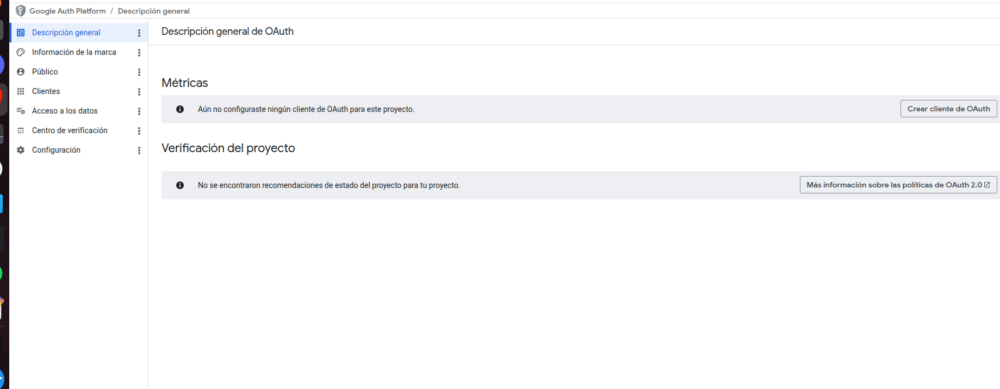 Google Auth Platform / Descripción general
Descripción general
Información de la marca
Público
Clientes
Acceso a los datos
Centro de verificación
Configuración
Descripción general de OAuth
Métricas
Aún no configuraste ningún cliente de OAuth para este proyecto.
Crear cliente de OAuth
Verificación del proyecto
No se encontraron recomendaciones de estado del proyecto para tu proyecto.
Más información sobre las políticas de OAuth 2.0